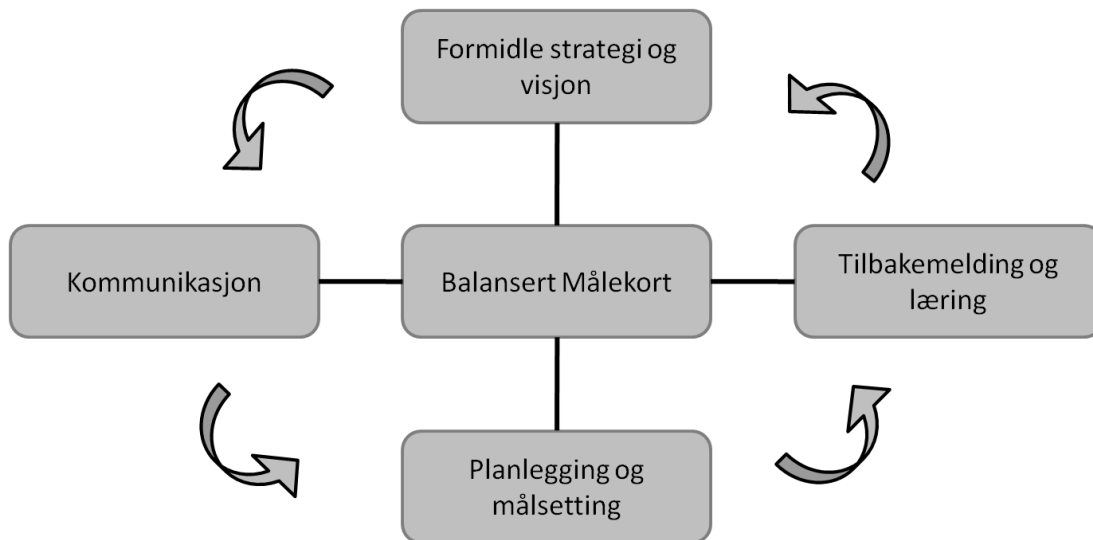 Formidle strategi og
visjon
Kommunikasjon
Balansert Målekort
Tilbakemelding og
læring
Planlegging og
målsetting